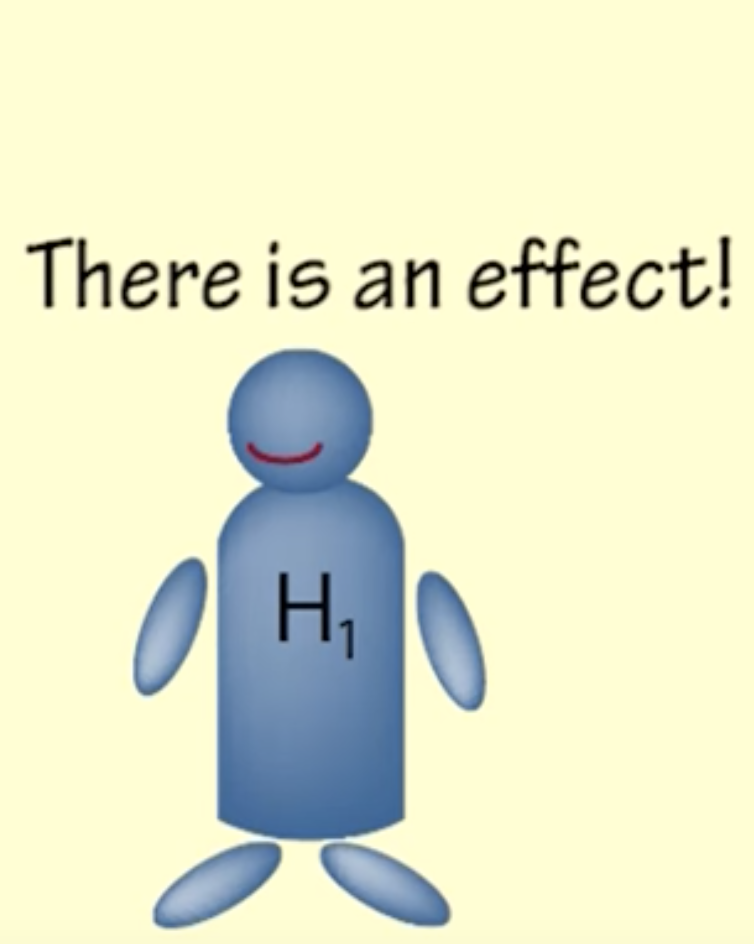 There is an effect!
H₁